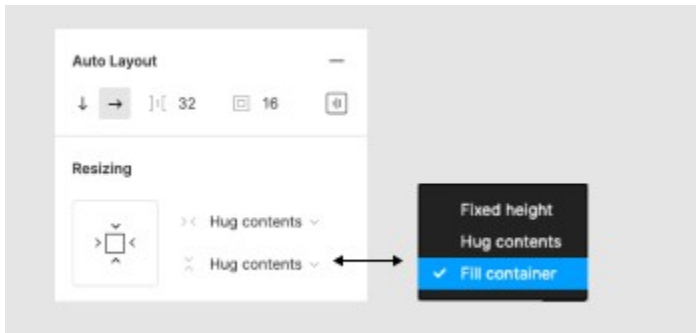 Auto Layout
32 16
Resizing
Hug contents
Hug contents
Fixed height
Hug contents
Fill container